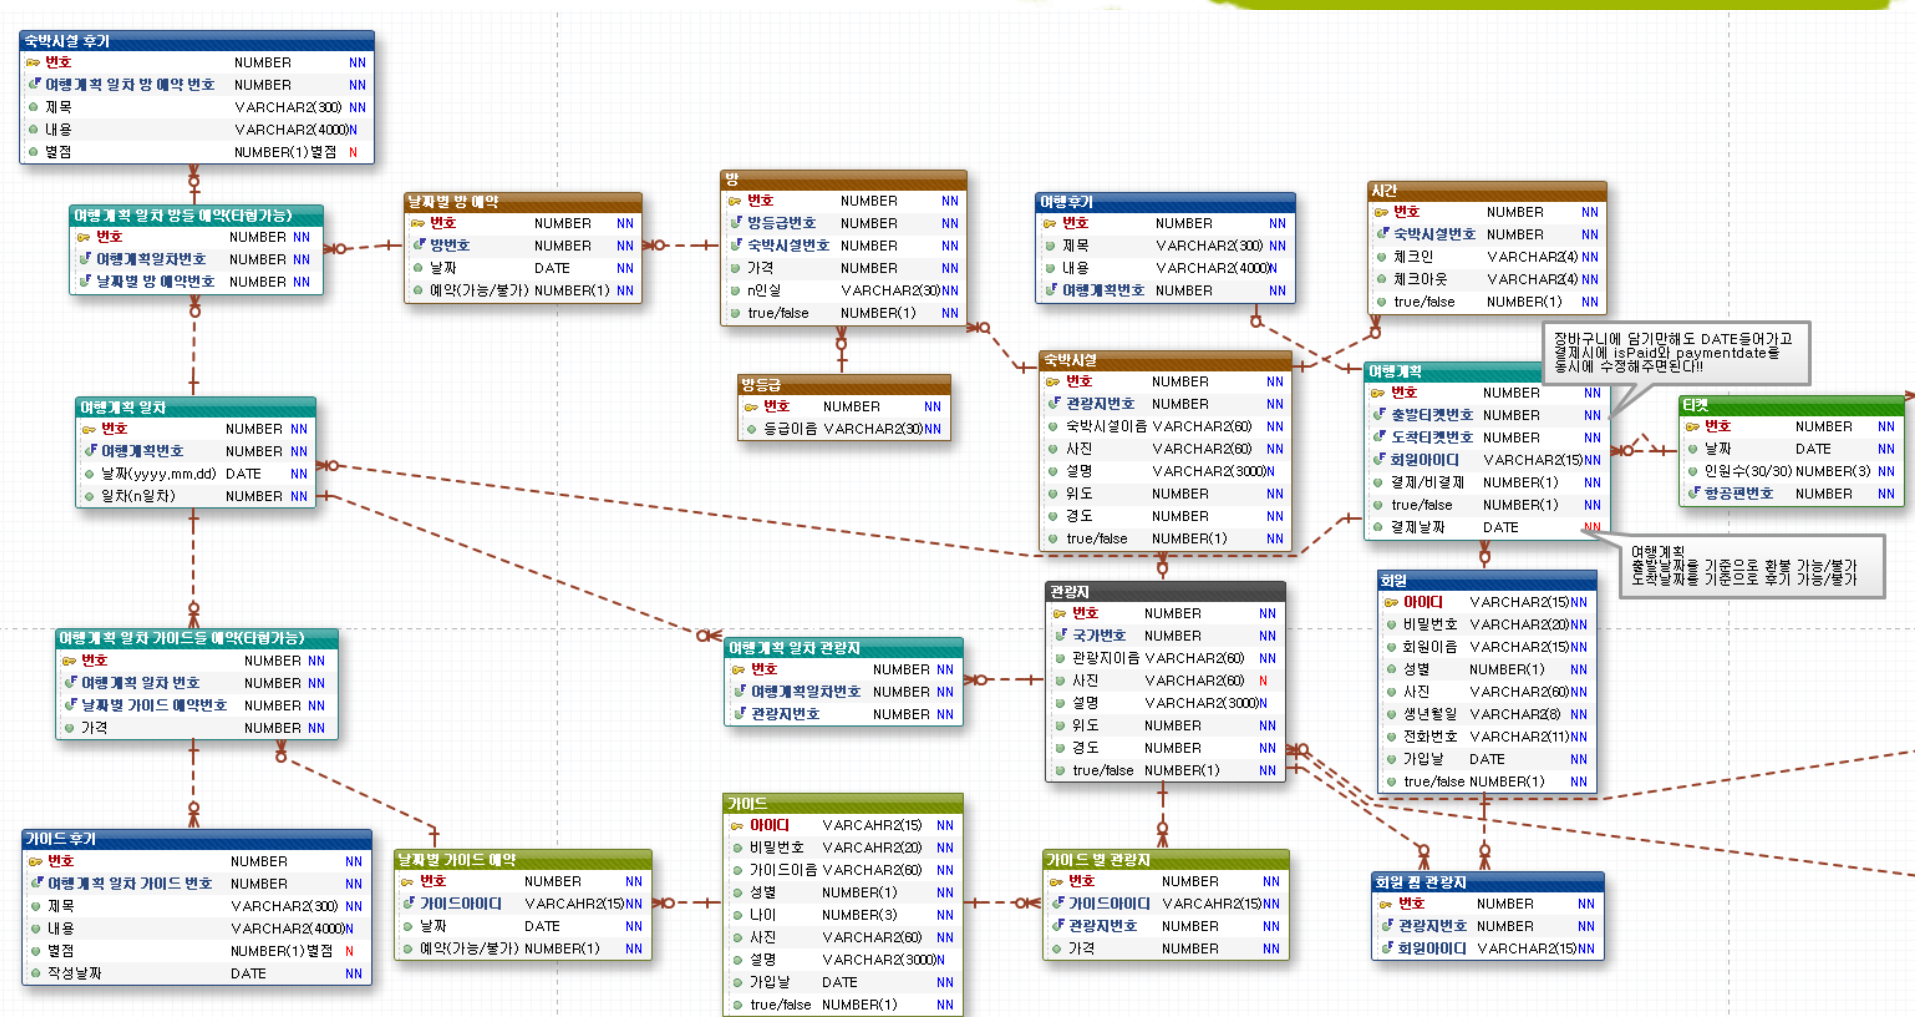 숙박시설 후기
번호 NUMBER NN
여행계획 일차 방 예약 번호 NUMBER NN
제목 VARCHAR2(300) NN
내용 VARCHAR2(4000)N
별점 NUMBER(1)별점 N
여행계획 일차 방들 예약(타협가능)
번호 NUMBER NN
여행계획일차번호 NUMBER NN
날짜별 방 예약번호 NUMBER NN
날짜별 방 예약
번호 NUMBER NN
방번호 NUMBER NN
날짜 DATE NN
예약(가능/불가) NUMBER(1) NN
방
번호 NUMBER NN
방등급번호 NUMBER NN
숙박시설번호 NUMBER NN
가격 NUMBER NN
n인실 VARCHAR2(30)NN
true/false NUMBER(1) NN
여행후기
번호 NUMBER NN
제목 VARCHAR2(300) NN
내용 VARCHAR2(4000)N
여행계획번호 NUMBER NN
시간
번호 NUMBER NN
숙박시설번호 NUMBER NN
체크인 VARCHAR2(4) NN
체크아웃 VARCHAR2(4) NN
true/false NUMBER(1) NN
장바구니에 담기만해도 DATE들어가고
결제시에 isPaid와 paymentdate를
동시에 수정해주면된다!!
방등급
번호 NUMBER NN
등급이름 VARCHAR2(30)NN
숙박시설
번호 NUMBER NN
관광지번호 NUMBER NN
숙박시설이름 VARCHAR2(60) NN
사진 VARCHAR2(60) NN
설명 VARCHAR2(3000)N
위도 NUMBER NN
경도 NUMBER NN
true/false NUMBER(1) NN
여행계획
번호 NUMBER NN
출발티켓번호 NUMBER NN
도착티켓번호 NUMBER NN
회원아이디 VARCHAR2(15)NN
결제/비결제 NUMBER(1) NN
true/false NUMBER(1) NN
결제날짜 DATE NN
티켓
번호 NUMBER NN
날짜 DATE NN
인원수(30/30) NUMBER(3) NN
항공편번호 NUMBER NN
여행계획 일차
번호 NUMBER NN
여행계획번호 NUMBER NN
날짜(yyyy.mm.dd) DATE NN
일차(n일차) NUMBER NN
여행계획
출발날짜를 기준으로 환불 가능/불가
도착날짜를 기준으로 후기 가능/불가
관광지
번호 NUMBER NN
국가번호 NUMBER NN
관광지이름 VARCHAR2(60) NN
사진 VARCHAR2(60) N
설명 VARCHAR2(3000)N
위도 NUMBER NN
경도 NUMBER NN
true/false NUMBER(1) NN
회원
아이디 VARCHAR2(15)NN
비밀번호 VARCHAR2(20)NN
회원이름 VARCHAR2(15)NN
성별 NUMBER(1) NN
사진 VARCHAR2(60)NN
생년월일 VARCHAR2(8) NN
전화번호 VARCHAR2(11)NN
가입날 DATE NN
true/false NUMBER(1) NN
여행계획 일차 가이드들 예약(타협가능)
번호 NUMBER NN
여행계획 일차 번호 NUMBER NN
날짜별 가이드 예약번호 NUMBER NN
가격 NUMBER NN
여행계획 일차 관광지
번호 NUMBER NN
여행계획일차번호 NUMBER NN
관광지번호 NUMBER NN
가이드 후기
번호 NUMBER NN
여행계획 일차 가이드 번호 NUMBER NN
제목 VARCHAR2(300) NN
내용 VARCHAR2(4000)N
별점 NUMBER(1)별점 N
작성날짜 DATE NN
날짜별 가이드 예약
번호 NUMBER NN
가이드아이디 VARCAHR2(15)NN
날짜 DATE NN
예약(가능/불가) NUMBER(1) NN
가이드
아이디 VARCAHR2(15) NN
비밀번호 VARCAHR2(20) NN
가이드이름 VARCHAR2(60) NN
성별 NUMBER(1) NN
나이 NUMBER(3) NN
사진 VARCHAR2(60) NN
설명 VARCHAR2(3000)N
가입날 DATE NN
true/false NUMBER(1) NN
가이드 별 관광지
번호 NUMBER NN
가이드아이디 VARCAHR2(15)NN
관광지번호 NUMBER NN
가격 NUMBER NN
회원 찜 관광지
번호 NUMBER NN
관광지번호 NUMBER NN
회원아이디 VARCHAR2(15)NN